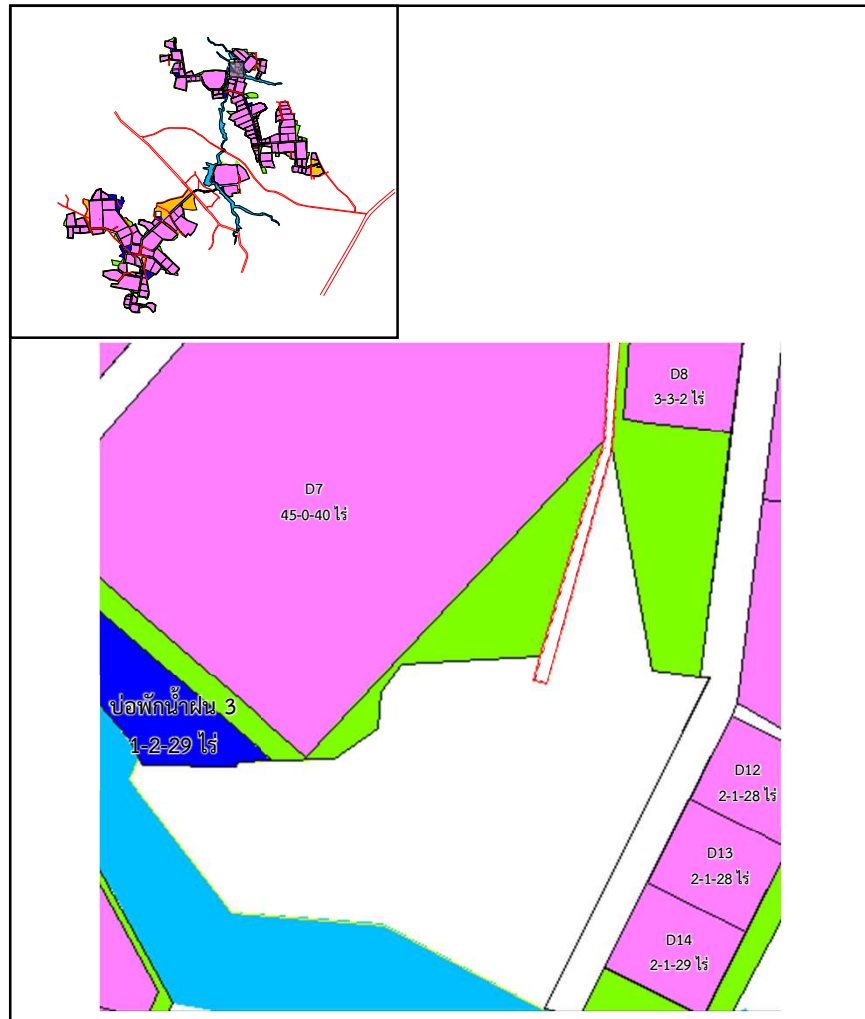 D8
3-3-2 ไร่
D7
45-0-40 ไร่
บ่อพักน้ำฝน 3
1-2-29 ไร่
D12
2-1-28 ไร่
D13
2-1-28 ไร่
D14
2-1-29 ไร่